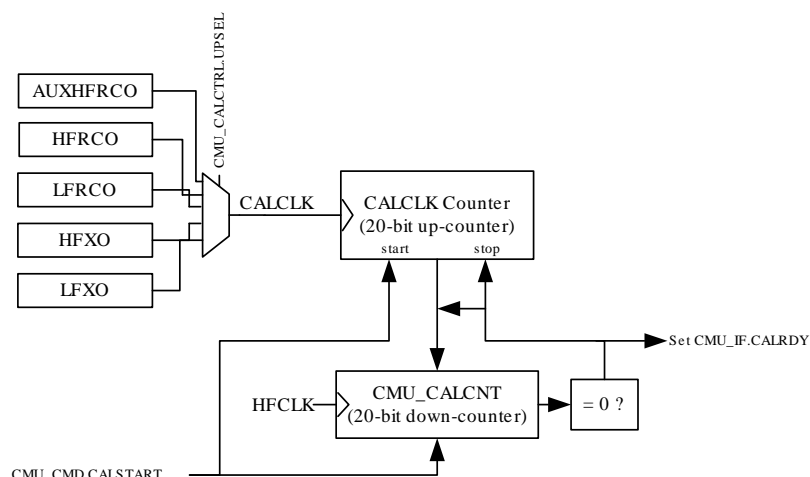 CMU_CALCTRL.UPSEL
AUXHFRCO
HFRCO
LFRCO
HFXO
LFXO
CALCLK
CALCLK Counter
(20-bit up-counter)
start stop
Set CMU_IF.CALRDY
HFCLK
CMU_CALCNT
(20-bit down-counter)
= 0 ?
CMU_CMD.CALSTART